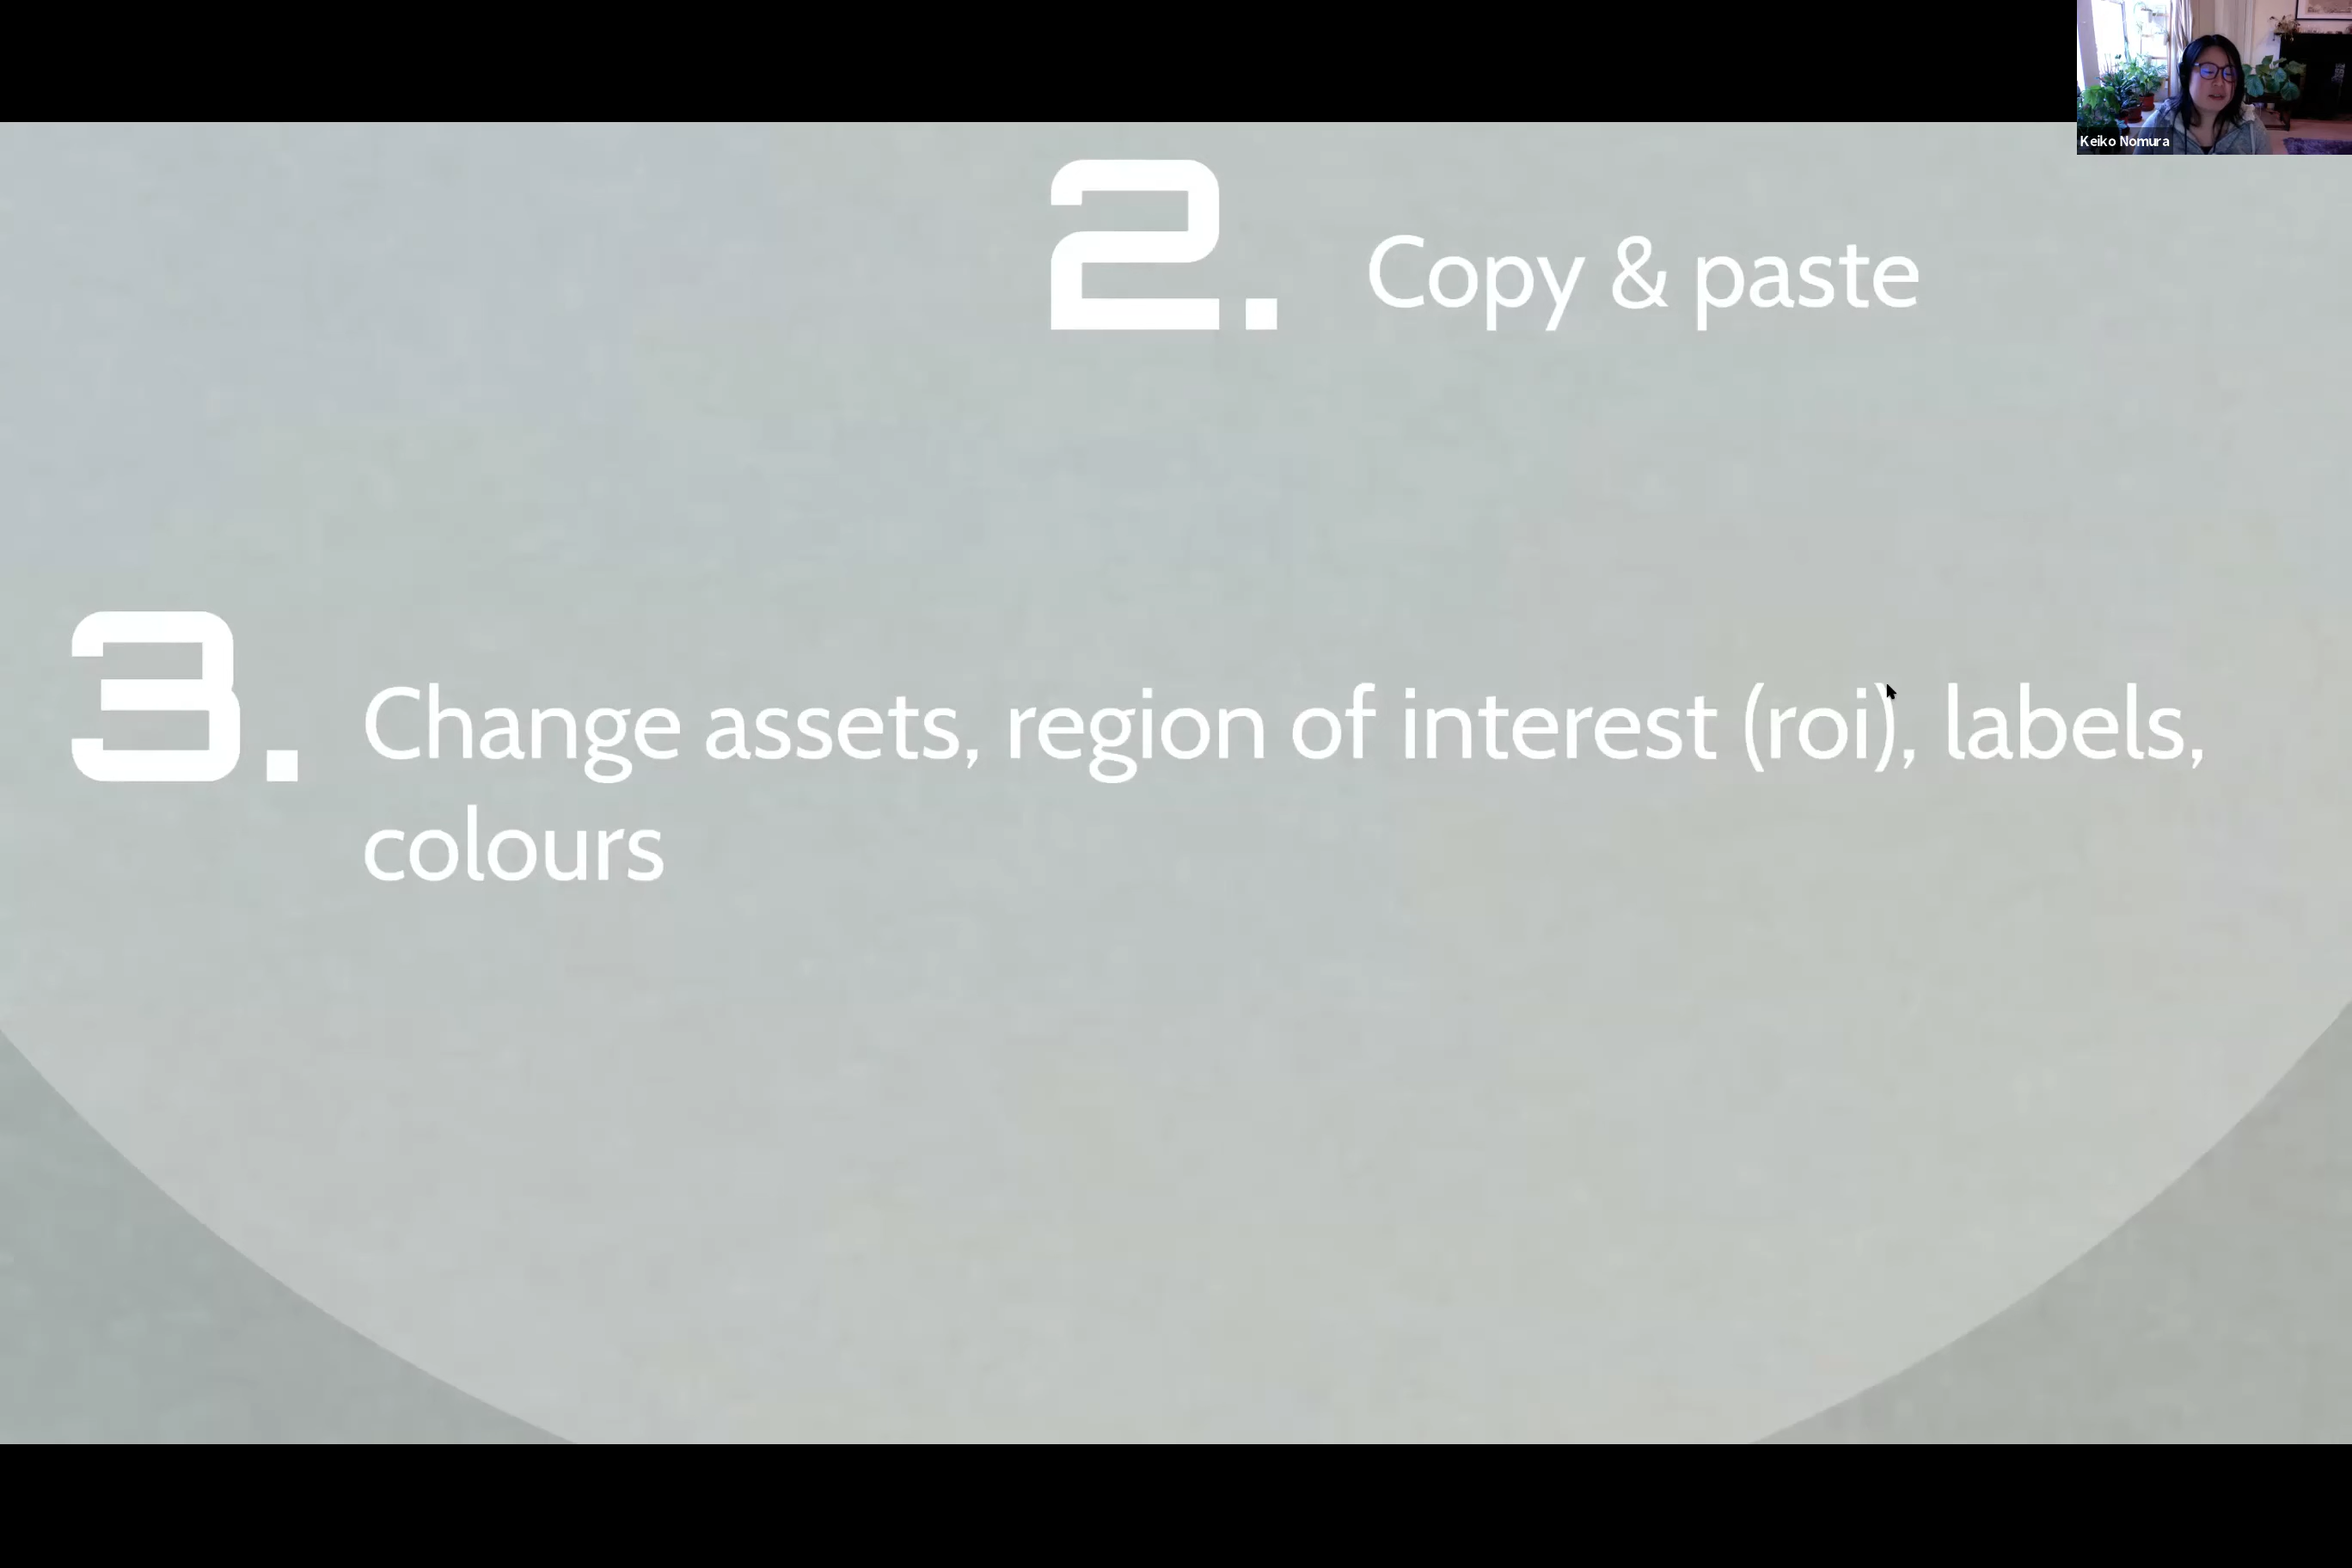 Keiko Nomura
2. Copy & paste
3. Change assets, region of interest (roi), labels,
colours